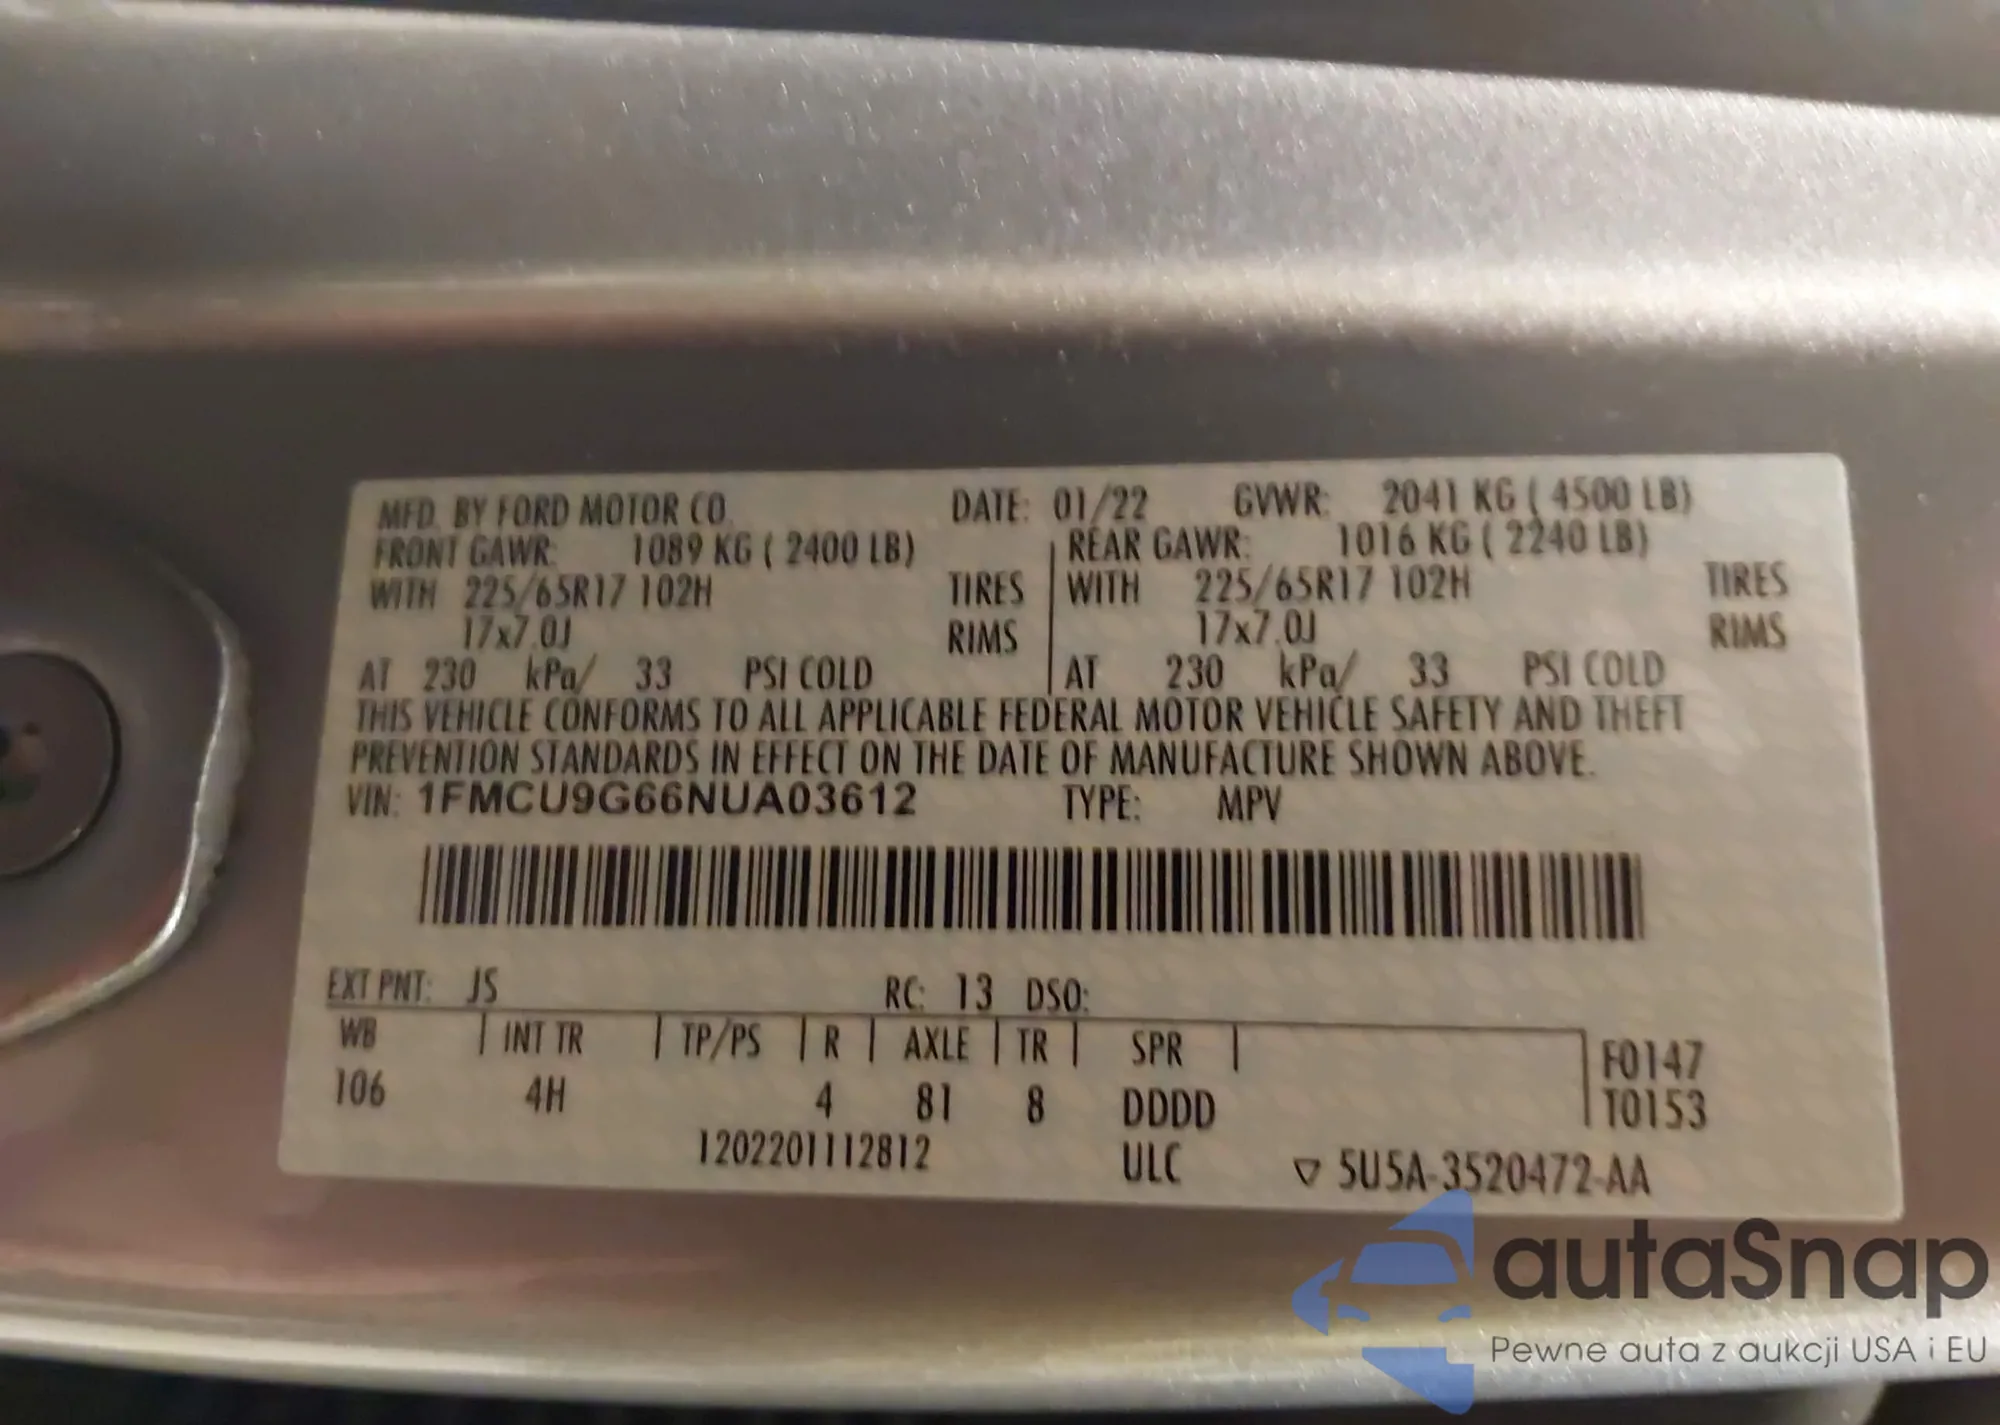 MFD. BY FORD MOTOR CO. DATE: 01/22 GVWR: 2041 KG ( 4500 LB)
FRONT GAWR: 1089 KG ( 2400 LB) REAR GAWR: 1016 KG ( 2240 LB)
WITH 225/65R17 102H TIRES WITH 225/65R17 102H TIRES
17x7.0J RIMS 17x7.0J RIMS
AT 230 kPa/ 33 PSI COLD AT 230 kPa/ 33 PSI COLD
THIS VEHICLE CONFORMS TO ALL APPLICABLE FEDERAL MOTOR VEHICLE SAFETY AND THEFT
PREVENTION STANDARDS IN EFFECT ON THE DATE OF MANUFACTURE SHOWN ABOVE.
VIN: 1FMCU9G66NUA03612 TYPE: MPV
EXT PNT: JS RC: 13 DSO:
WB INT TR TP/PS R AXLE TR SPR F0147
106 4H 4 81 8 DDDD T0153
1202201112812 ULC ▽ 5U5A-3520472-AA
autaSnap
Pewne auta z aukcji USA i EU